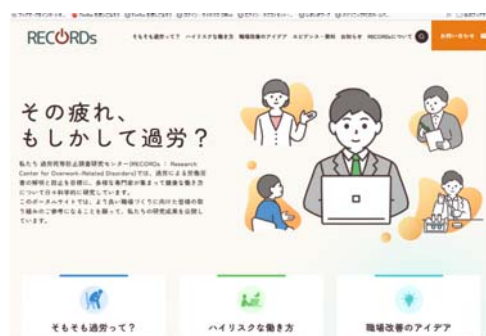 RECORDs
そもそも過労って？ ハイリスクな働き方 職場改善のアイデア エビデンス・資料 お知らせ RECORDsについて
お問い合わせ
その疲れ、
もしかして過労？
私たち 過労死等防止調査研究センター(RECORDs : Research
Center for Overwork-Related Disorders)では、過労による労働災
害の解明と防止を目標に、多様な専門家が集まって健康な働き方
について日々科学的に研究しています。
このポータルサイトでは、より良い職場づくりに向けた皆様の取
り組みのご参考になることを願って、私たちの研究成果を公開し
ています。
そもそも過労って？
ハイリスクな働き方
職場改善のアイデア